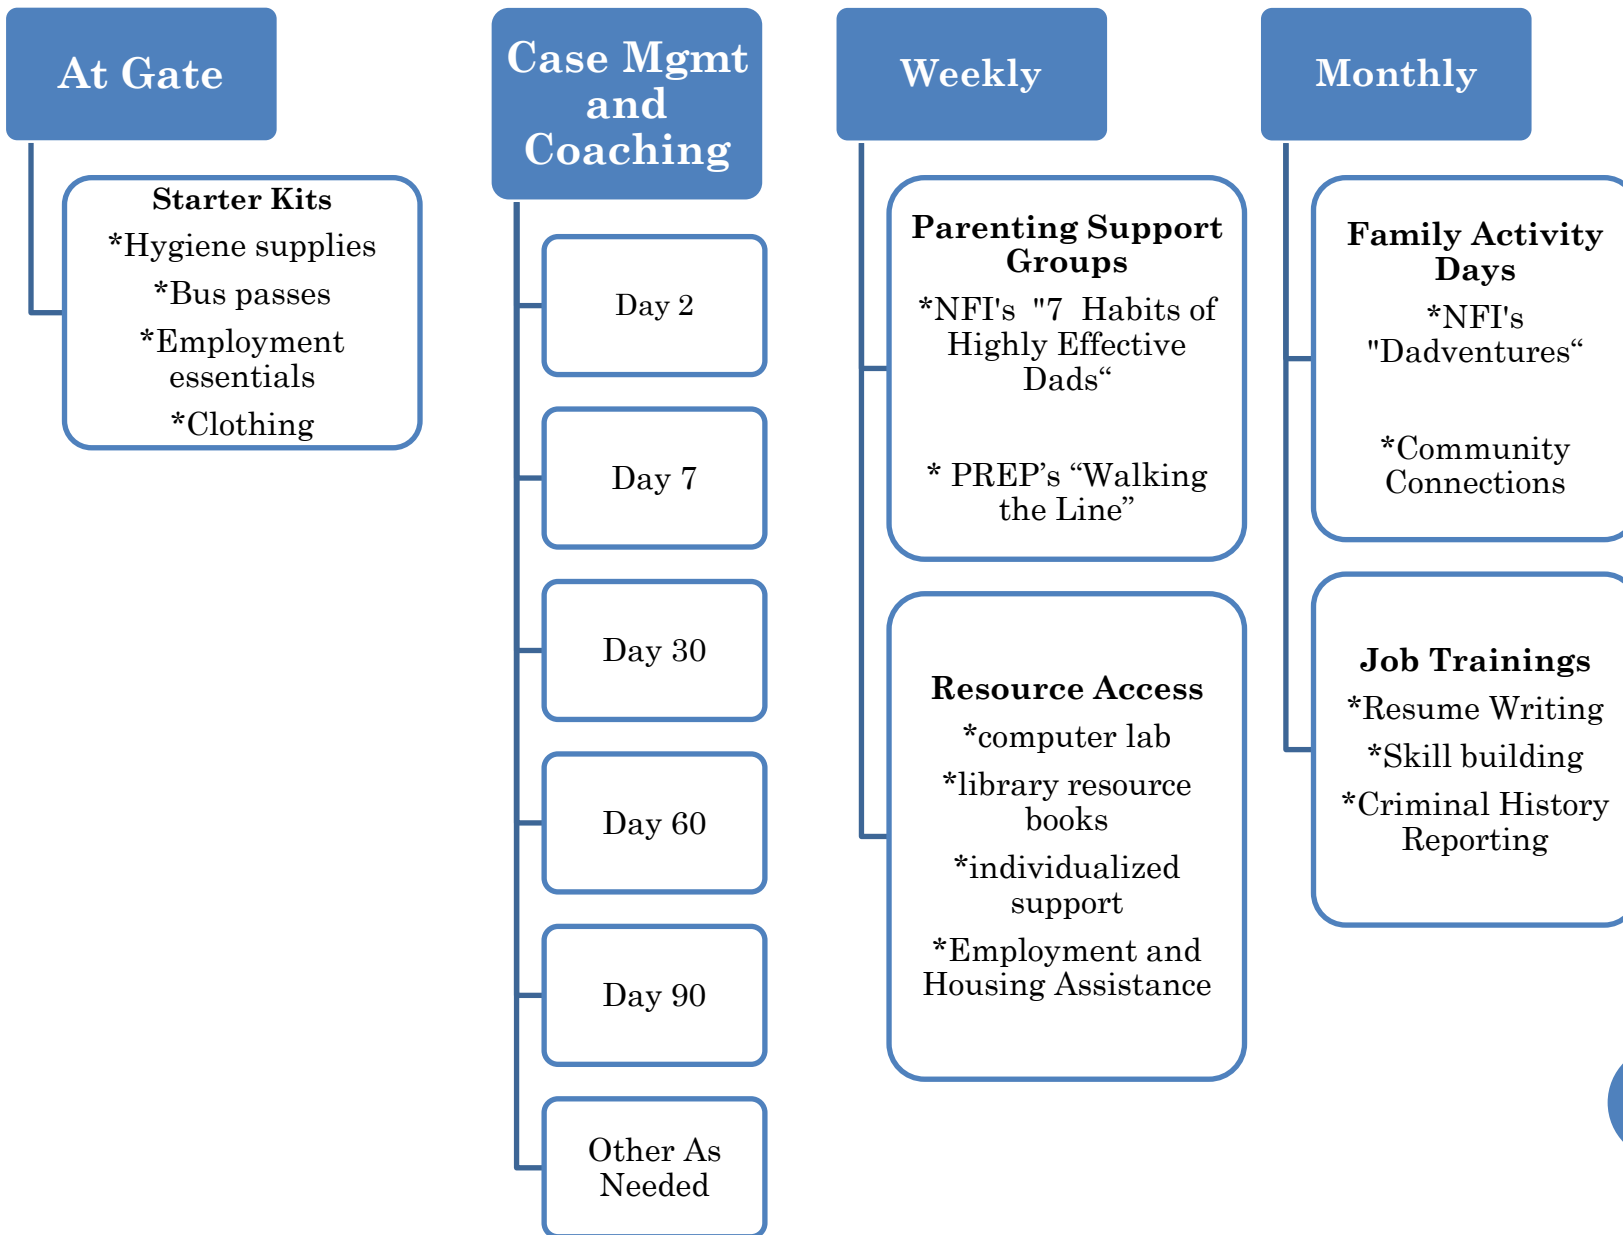 At Gate
Starter Kits
*Hygiene supplies
*Bus passes
*Employment
essentials
*Clothing
Case Mgmt
and
Coaching
Day 2
Day 7
Day 30
Day 60
Day 90
Other As
Needed
Weekly
Parenting Support
Groups
*NFI's "7 Habits of
Highly Effective
Dads“
* PREP’s “Walking
the Line”
Resource Access
*computer lab
*library resource
books
*individualized
support
*Employment and
Housing Assistance
Monthly
Family Activity
Days
*NFI's
"Dadventures“
*Community
Connections
Job Trainings
*Resume Writing
*Skill building
*Criminal History
Reporting